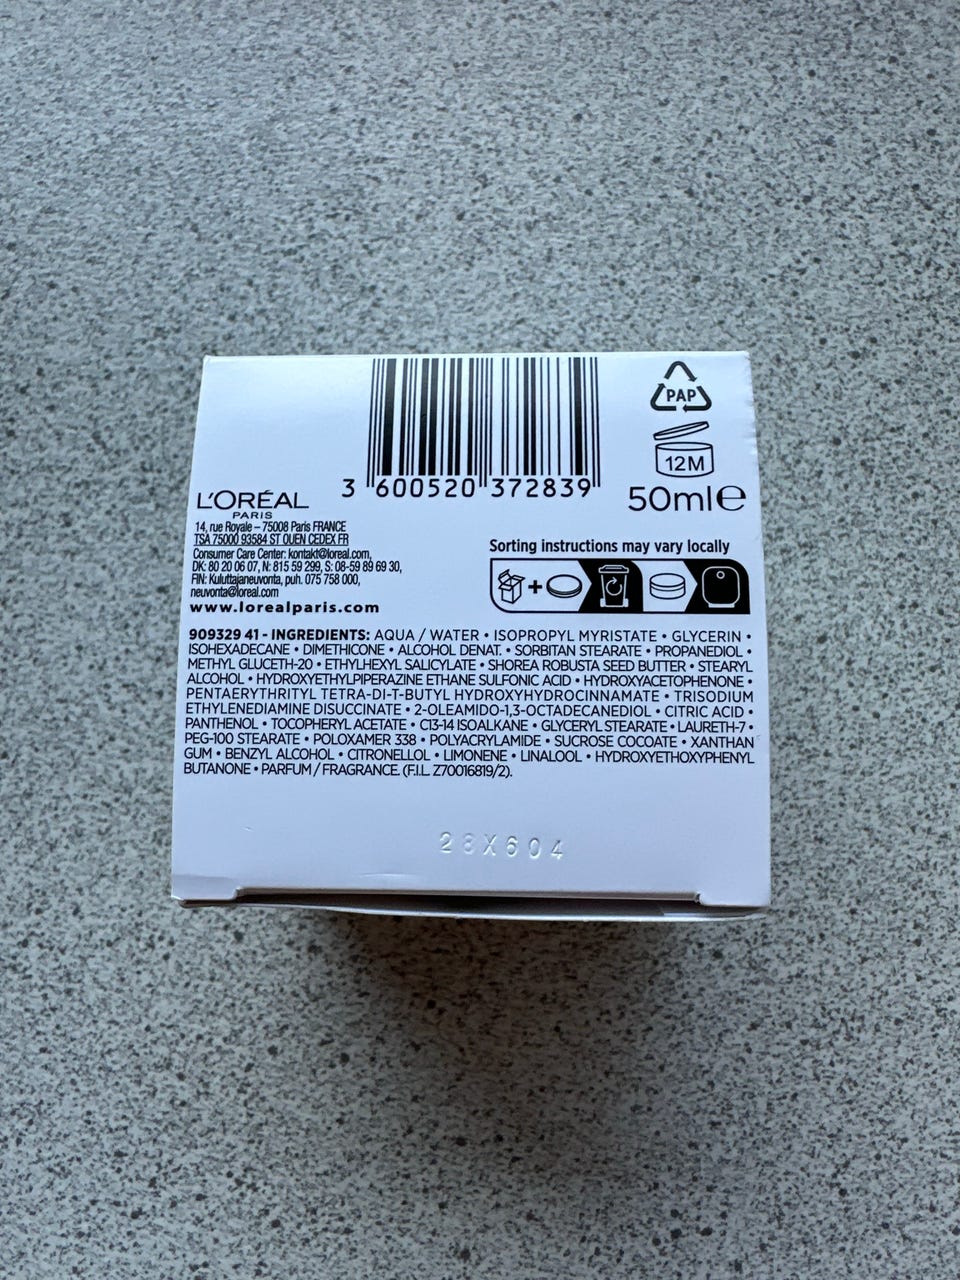 PAP
12M
3 600520 372839
50ml℮
L'ORÉAL
PARIS
14, rue Royale – 75008 Paris FRANCE
TSA 75000 93584 ST OUEN CEDEX FR
Consumer Care Center: kontakt@loreal.com,
DK: 80 20 06 07, N: 815 59 299, S: 08-59 89 69 30,
FIN: Kuluttajaneuvonta, puh. 075 758 000,
neuvonta@loreal.com
www.lorealparis.com
Sorting instructions may vary locally
909329 41 - INGREDIENTS: AQUA / WATER • ISOPROPYL MYRISTATE • GLYCERIN •
ISOHEXADECANE • DIMETHICONE • ALCOHOL DENAT. • SORBITAN STEARATE • PROPANEDIOL •
METHYL GLUCETH-20 • ETHYLHEXYL SALICYLATE • SHOREA ROBUSTA SEED BUTTER • STEARYL
ALCOHOL • HYDROXYETHYLPIPERAZINE ETHANE SULFONIC ACID • HYDROXYACETOPHENONE •
PENTAERYTHRITYL TETRA-DI-T-BUTYL HYDROXYHYDROCINNAMATE • TRISODIUM
ETHYLENEDIAMINE DISUCCINATE • 2-OLEAMIDO-1,3-OCTADECANEDIOL • CITRIC ACID •
PANTHENOL • TOCOPHERYL ACETATE • C13-14 ISOALKANE • GLYCERYL STEARATE • LAURETH-7 •
PEG-100 STEARATE • POLOXAMER 338 • POLYACRYLAMIDE • SUCROSE COCOATE • XANTHAN
GUM • BENZYL ALCOHOL • CITRONELLOL • LIMONENE • LINALOOL • HYDROXYETHOXYPHENYL
BUTANONE • PARFUM / FRAGRANCE. (F.I.L. Z70016819/2).